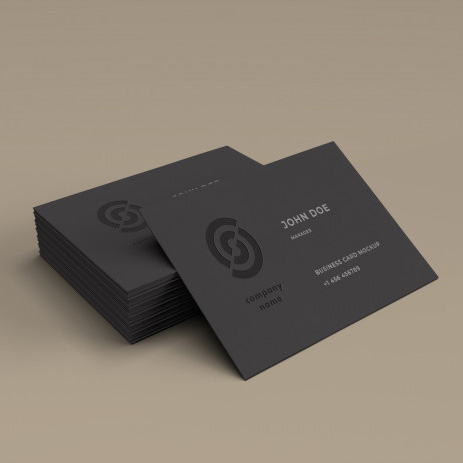 JOHN DOE
MANAGER
BUSINESS CARD MOCKUP
+1 456 456789
company
name